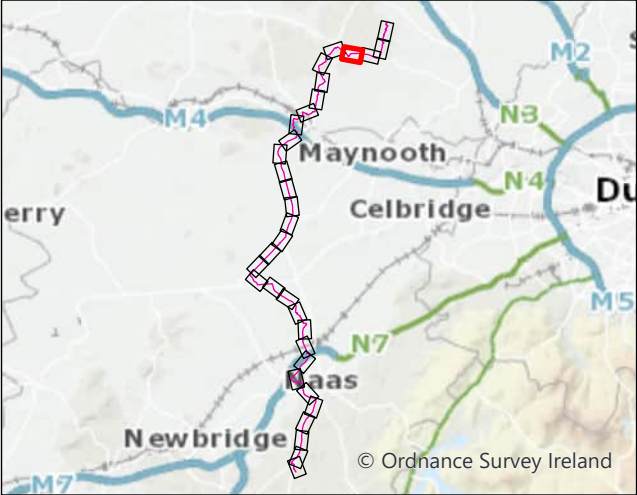 M2
N3
M4
Maynooth
N4
Du
Celbridge
erry
M5
N7
Naas
Newbridge
© Ordnance Survey Ireland
M7